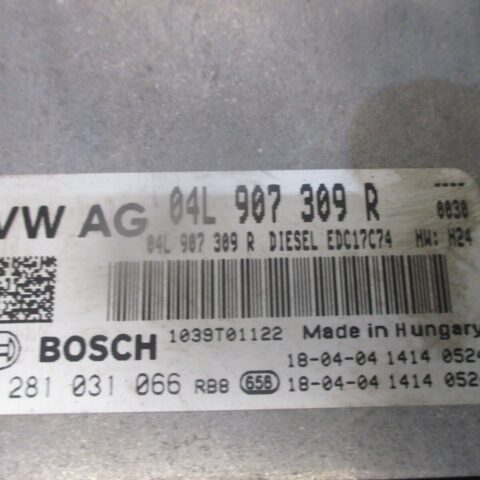 VW AG 04L 907 309 R
----
0030
04L 907 309 R DIESEL EDC17C74 HW: H24
BOSCH 1039T01122 Made in Hungary
18-04-04 1414 0524
281 031 066 RB8 658 18-04-04 1414 052